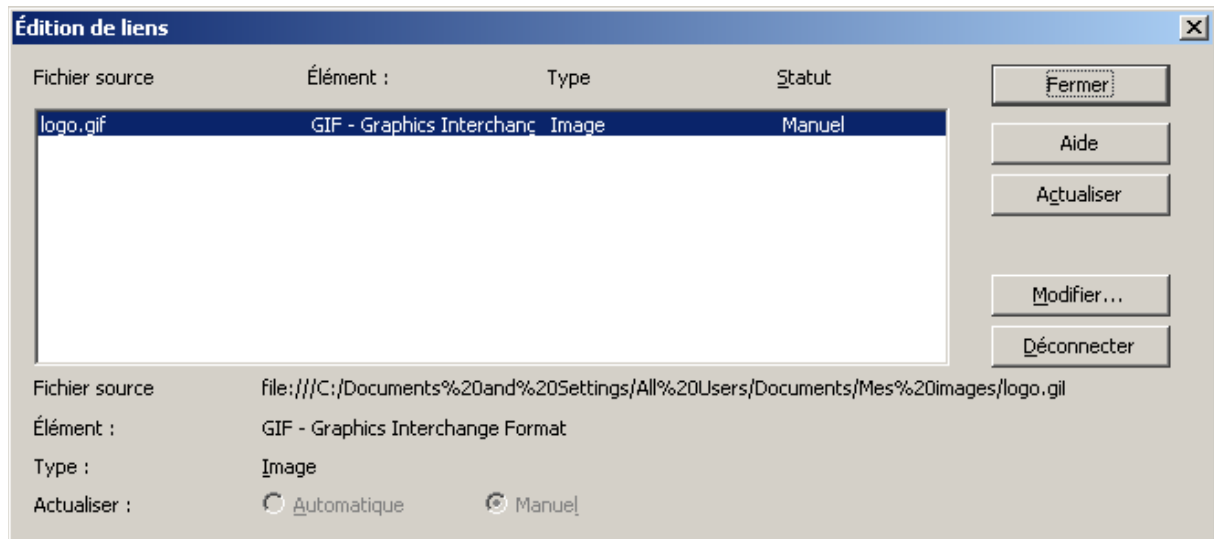 Édition de liens
Fichier source Élément : Type Statut
Fermer
logo.gif GIF - Graphics Interchang Image Manuel
Aide
Actualiser
Modifier...
Déconnecter
Fichier source file:///C:/Documents%20and%20Settings/All%20Users/Documents/Mes%20images/logo.gif
Élément : GIF - Graphics Interchange Format
Type : Image
Actualiser : Automatique Manuel